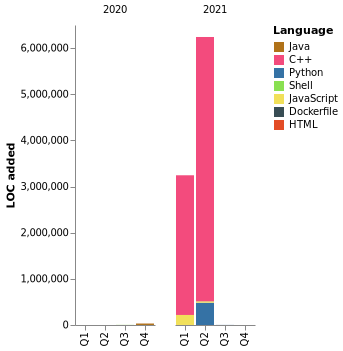 2020 2021
Language
Java
C++
Python
Shell
JavaScript
Dockerfile
HTML
LOC added
6,000,000
5,000,000
4,000,000
3,000,000
2,000,000
1,000,000
0
Q1 Q2 Q3 Q4 Q1 Q2 Q3 Q4